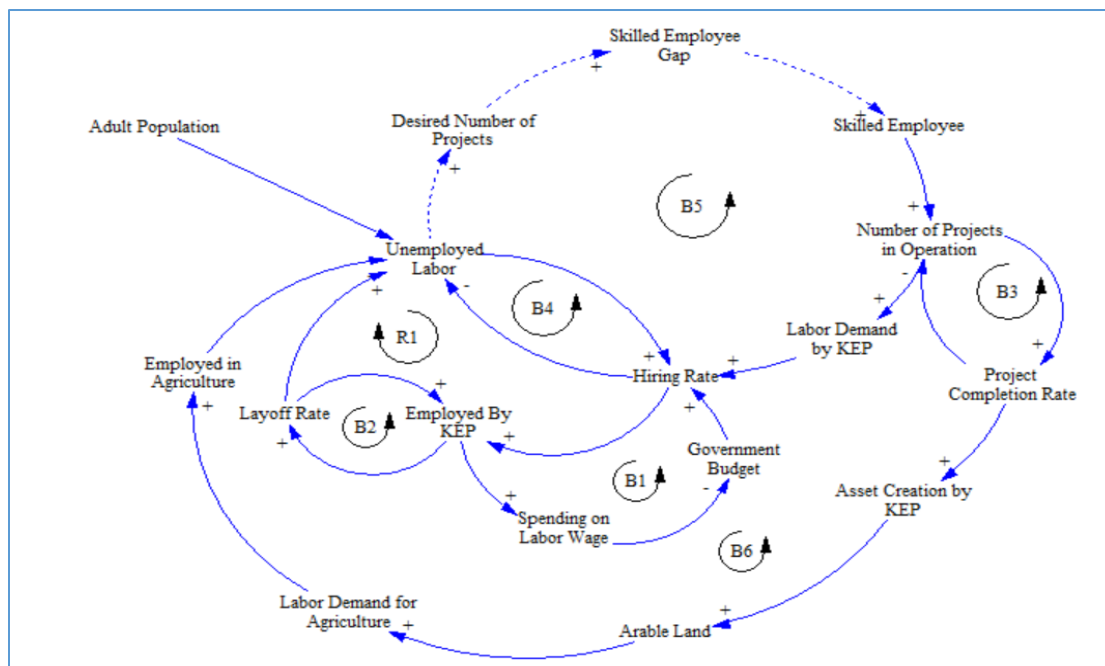 Skilled Employee
Gap
Adult Population
Desired Number of
Projects
Skilled Employee
+
+
+
+
B5
Number of Projects
in Operation
Unemployed
Labor
-
+
-
+
B4
B3
R1
Labor Demand
by KEP
+
+
+
Employed in
Agriculture
+
Hiring Rate
Project
Completion Rate
Layoff Rate
+
Employed By
KEP
+
+
+
B2
Government
Budget
-
B1
+
Asset Creation by
KEP
+
Spending on
Labor Wage
B6
Labor Demand for
Agriculture
+
Arable Land
+